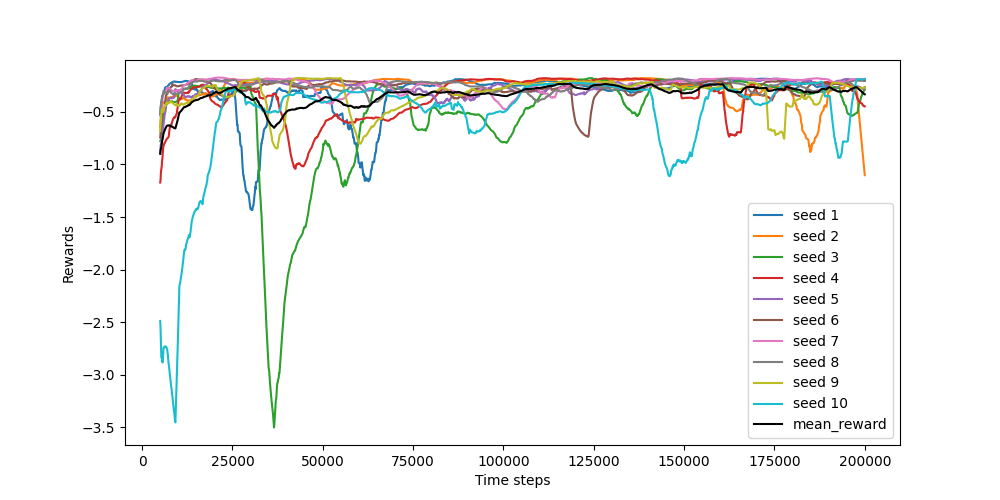 Rewards
−0.5
−1.0
−1.5
−2.0
−2.5
−3.0
−3.5
0
25000
50000
75000
100000
125000
150000
175000
200000
Time steps
seed 1
seed 2
seed 3
seed 4
seed 5
seed 6
seed 7
seed 8
seed 9
seed 10
mean_reward